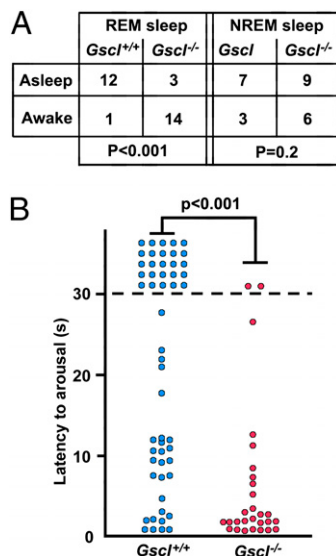 A
REM sleep NREM sleep
Gscl+/+ Gscl-/- Gscl Gscl-/-
Asleep 12 3 7 9
Awake 1 14 3 6
P<0.001 P=0.2
B
p<0.001
30
20
10
0
Latency to arousal (s)
Gscl+/+ Gscl-/-